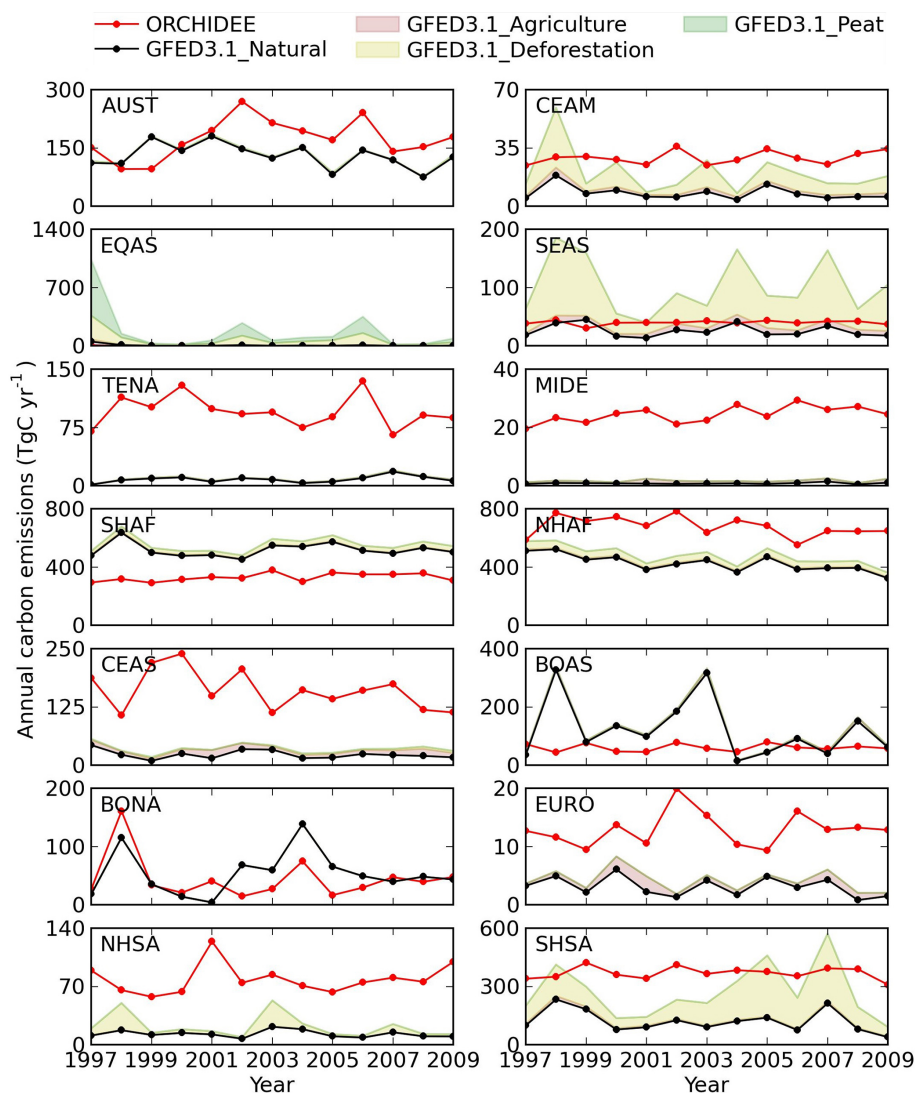 ORCHIDEE GFED3.1_Agriculture GFED3.1_Peat
GFED3.1_Natural GFED3.1_Deforestation
Annual carbon emissions (TgC yr⁻¹)
300
150
0
AUST
70
35
0
CEAM
1400
700
0
EQAS
200
100
0
SEAS
150
75
0
TENA
40
20
0
MIDE
800
400
0
SHAF
800
400
0
NHAF
250
125
0
CEAS
400
200
0
BOAS
200
100
0
BONA
20
10
0
EURO
140
70
0
NHSA
600
300
0
SHSA
1997 1999 2001 2003 2005 2007 2009
Year
1997 1999 2001 2003 2005 2007 2009
Year